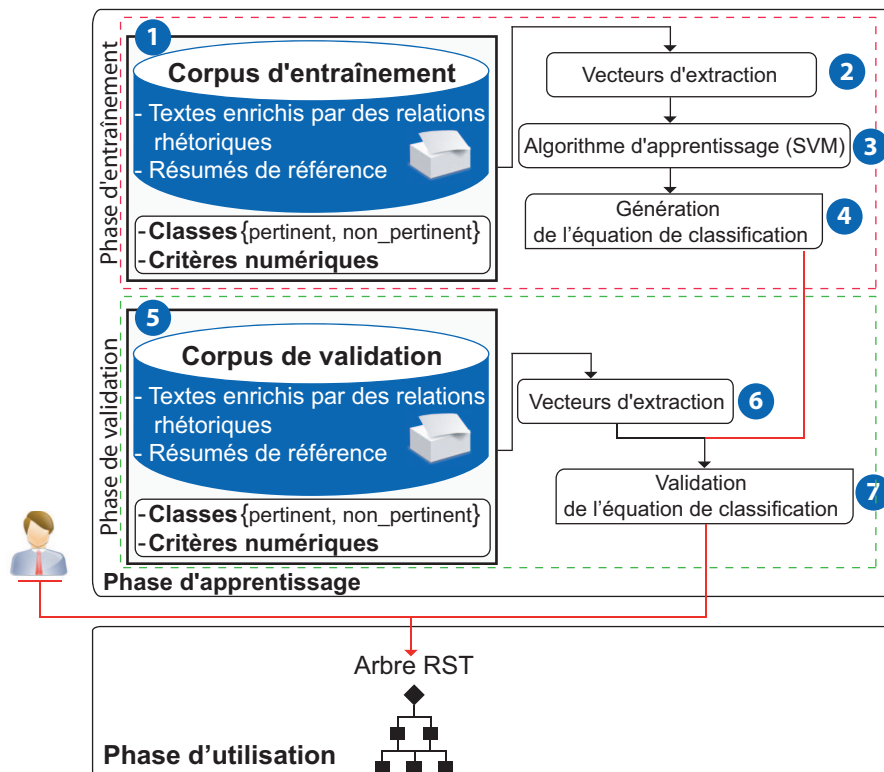 Phase d'entraînement
1
Corpus d'entraînement
- Textes enrichis par des relations
rhétoriques
- Résumés de référence
- Classes {pertinent, non_pertinent}
- Critères numériques
Vecteurs d'extraction
2
Algorithme d'apprentissage (SVM)
3
Génération
de l'équation de classification
4
Phase de validation
5
Corpus de validation
- Textes enrichis par des relations
rhétoriques
- Résumés de référence
- Classes {pertinent, non_pertinent}
- Critères numériques
Vecteurs d'extraction
6
Validation
de l'équation de classification
7
Phase d'apprentissage
Arbre RST
Phase d'utilisation